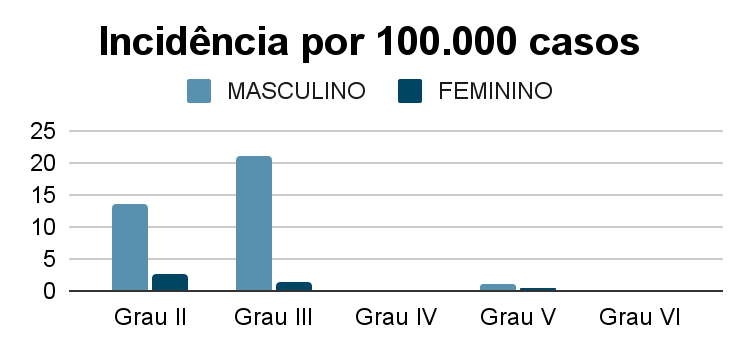 Incidência por 100.000 casos
MASCULINO FEMININO
25
20
15
10
5
0
Grau II Grau III Grau IV Grau V Grau VI